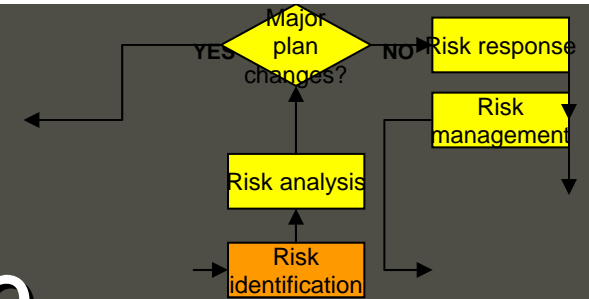 Major
plan
changes?
YES
NO
Risk response
Risk
management
Risk analysis
Risk
identification